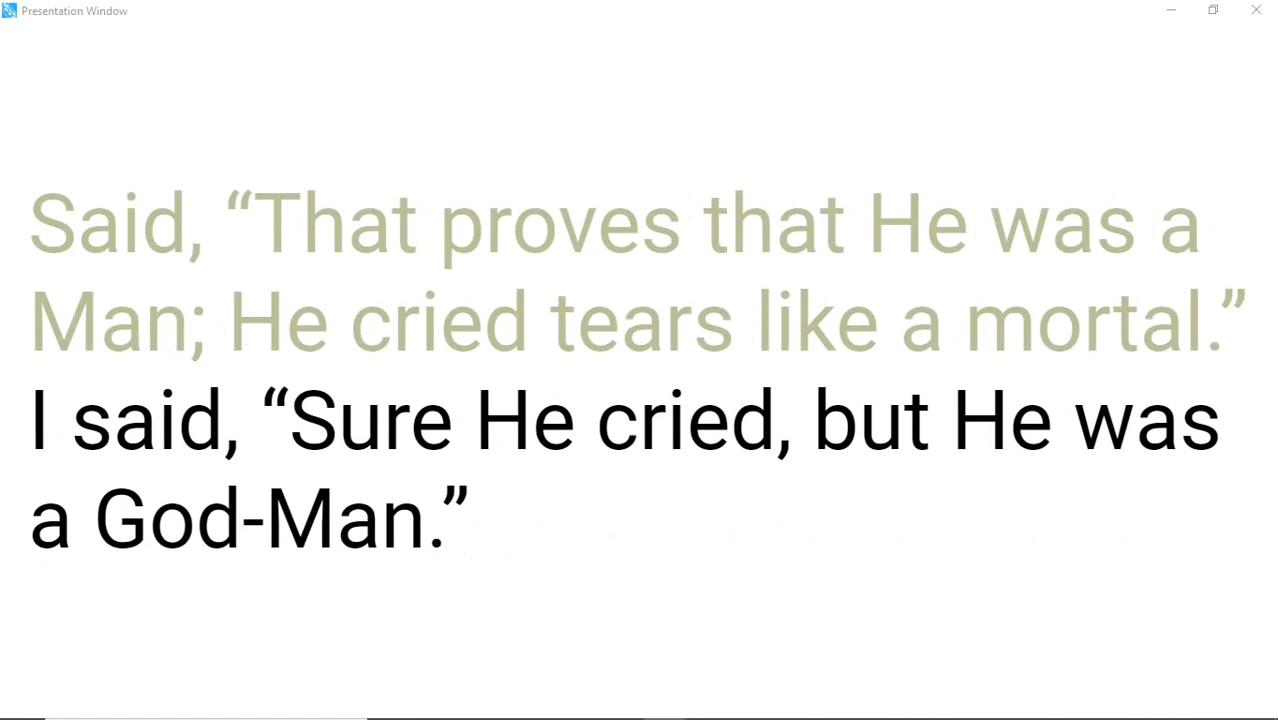 Presentation Window
Said, “That proves that He was a
Man; He cried tears like a mortal.”
I said, “Sure He cried, but He was
a God-Man.”